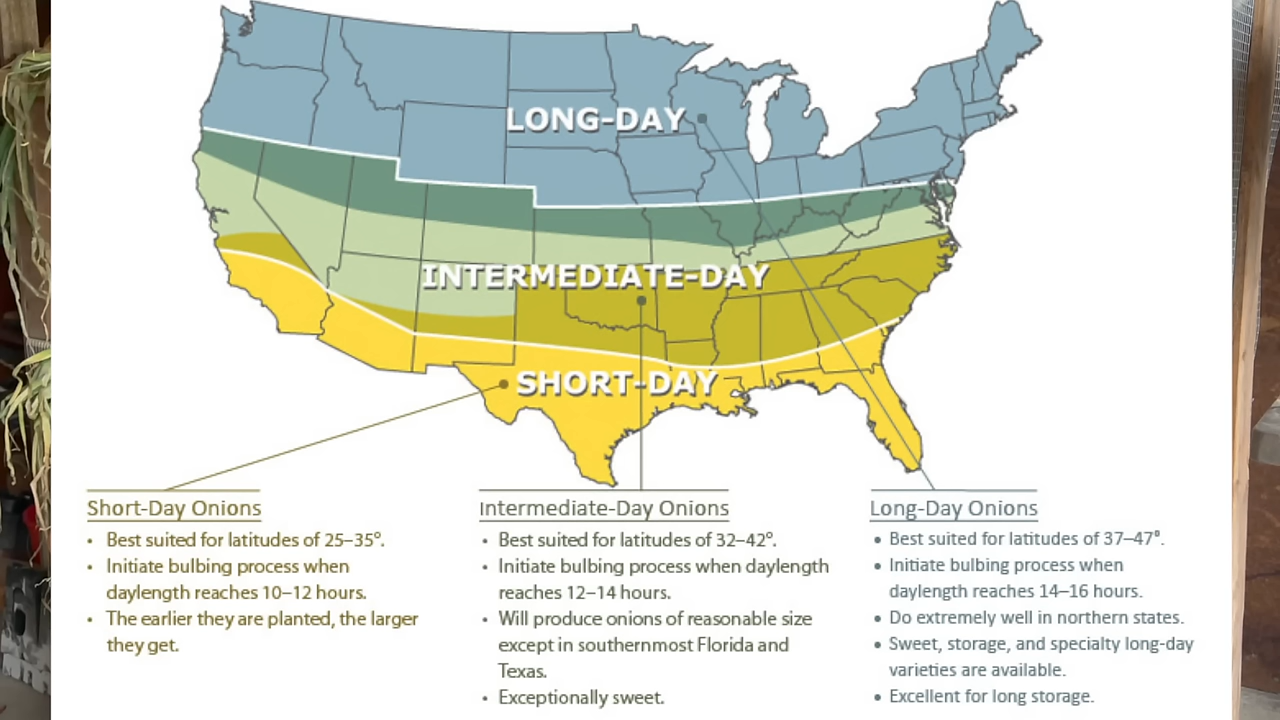 LONG-DAY
INTERMEDIATE-DAY
SHORT-DAY
Short-Day Onions
• Best suited for latitudes of 25–35°.
• Initiate bulbing process when
daylength reaches 10–12 hours.
• The earlier they are planted, the larger
they get.
Intermediate-Day Onions
• Best suited for latitudes of 32–42°.
• Initiate bulbing process when daylength
reaches 12–14 hours.
• Will produce onions of reasonable size
except in southernmost Florida and
Texas.
• Exceptionally sweet.
Long-Day Onions
• Best suited for latitudes of 37–47°.
• Initiate bulbing process when
daylength reaches 14–16 hours.
• Do extremely well in northern states.
• Sweet, storage, and specialty long-day
varieties are available.
• Excellent for long storage.